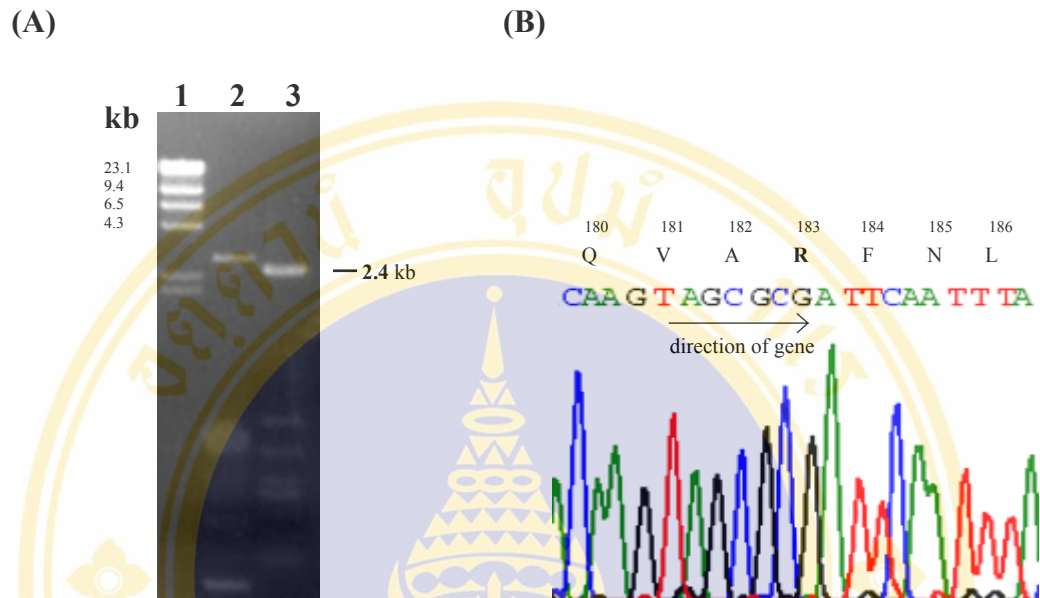 (A)
(B)
1 2 3
kb
23.1
9.4
6.5
4.3
2.4 kb
180 181 182 183 184 185 186
Q V A R F N L
CAAGTAGCGCGATTCAATTTA
direction of gene